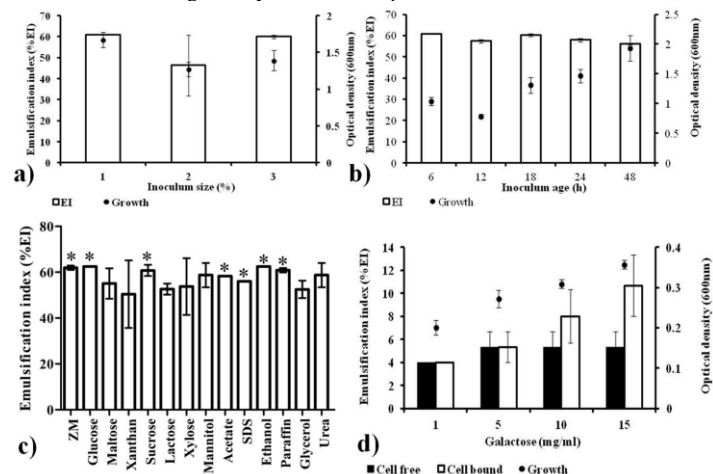 Emulsification index (%EI)
70
60
50
40
30
20
10
0
2
1.5
1
0.5
0
Optical density (600nm)
1 2 3
a)
Inoculum size (%)
EI Growth
Emulsification index (%EI)
70
60
50
40
30
20
10
0
2.5
2
1.5
1
0.5
0
Optical density (600nm)
6 12 18 24 48
b)
Inoculum age (h)
EI Growth
Emulsification index (%EI)
80
60
40
20
0
* * * * * * *
ZM
Glucose
Maltose
Xanthan
Sucrose
Lactose
Xylose
Mannitol
Acetate
SDS
Ethanol
Paraffin
Glycerol
Urea
c)
Emulsification index (%EI)
14
12
10
8
6
4
2
0
0.4
0.3
0.2
0.1
0
Optical density (600nm)
1 5 10 15
Galactose (mg/ml)
d)
Cell free Cell bound Growth